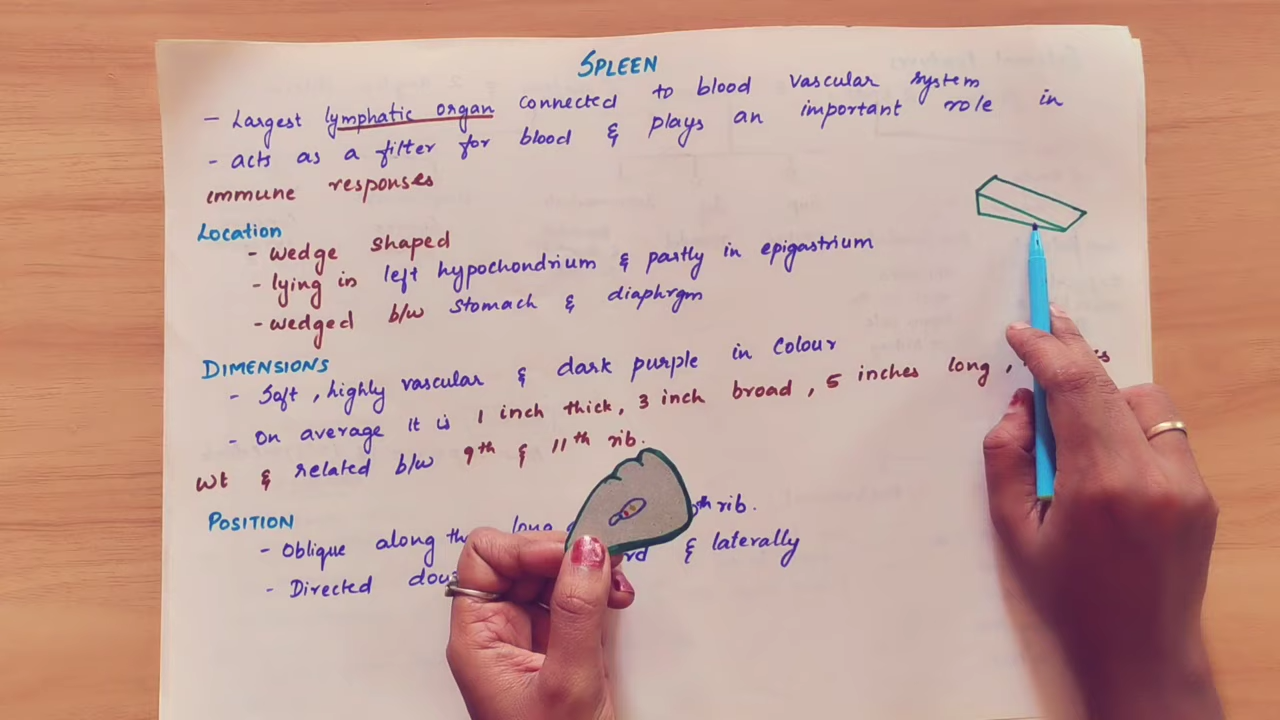 SPLEEN
- Largest lymphatic organ connected to blood vascular system
- acts as a filter for blood & plays an important role in
immune responses
Location
- wedge shaped
- lying in left hypochondrium & partly in epigastrium
- wedged b/w stomach & diaphrgm
DIMENSIONS
- Soft, highly vascular & dark purple in Colour
- On average it is 1 inch thick, 3 inch broad, 5 inches long,
wt & related b/w 9th & 11th rib.
POSITION
- Oblique along long rib.
- Directed & laterally